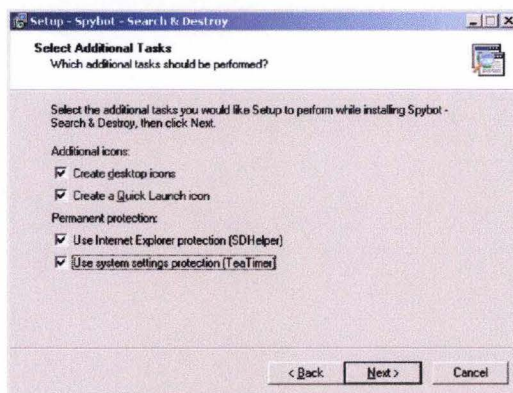 Setup - Spybot - Search & Destroy
Select Additional Tasks
Which additional tasks should be performed?
Select the additional tasks you would like Setup to perform while installing Spybot -
Search & Destroy, then click Next.
Additional icons:
Create desktop icons
Create a Quick Launch icon
Permanent protection:
Use Internet Explorer protection (SDHelper)
Use system settings protection (TeaTimer)
< Back
Next >
Cancel